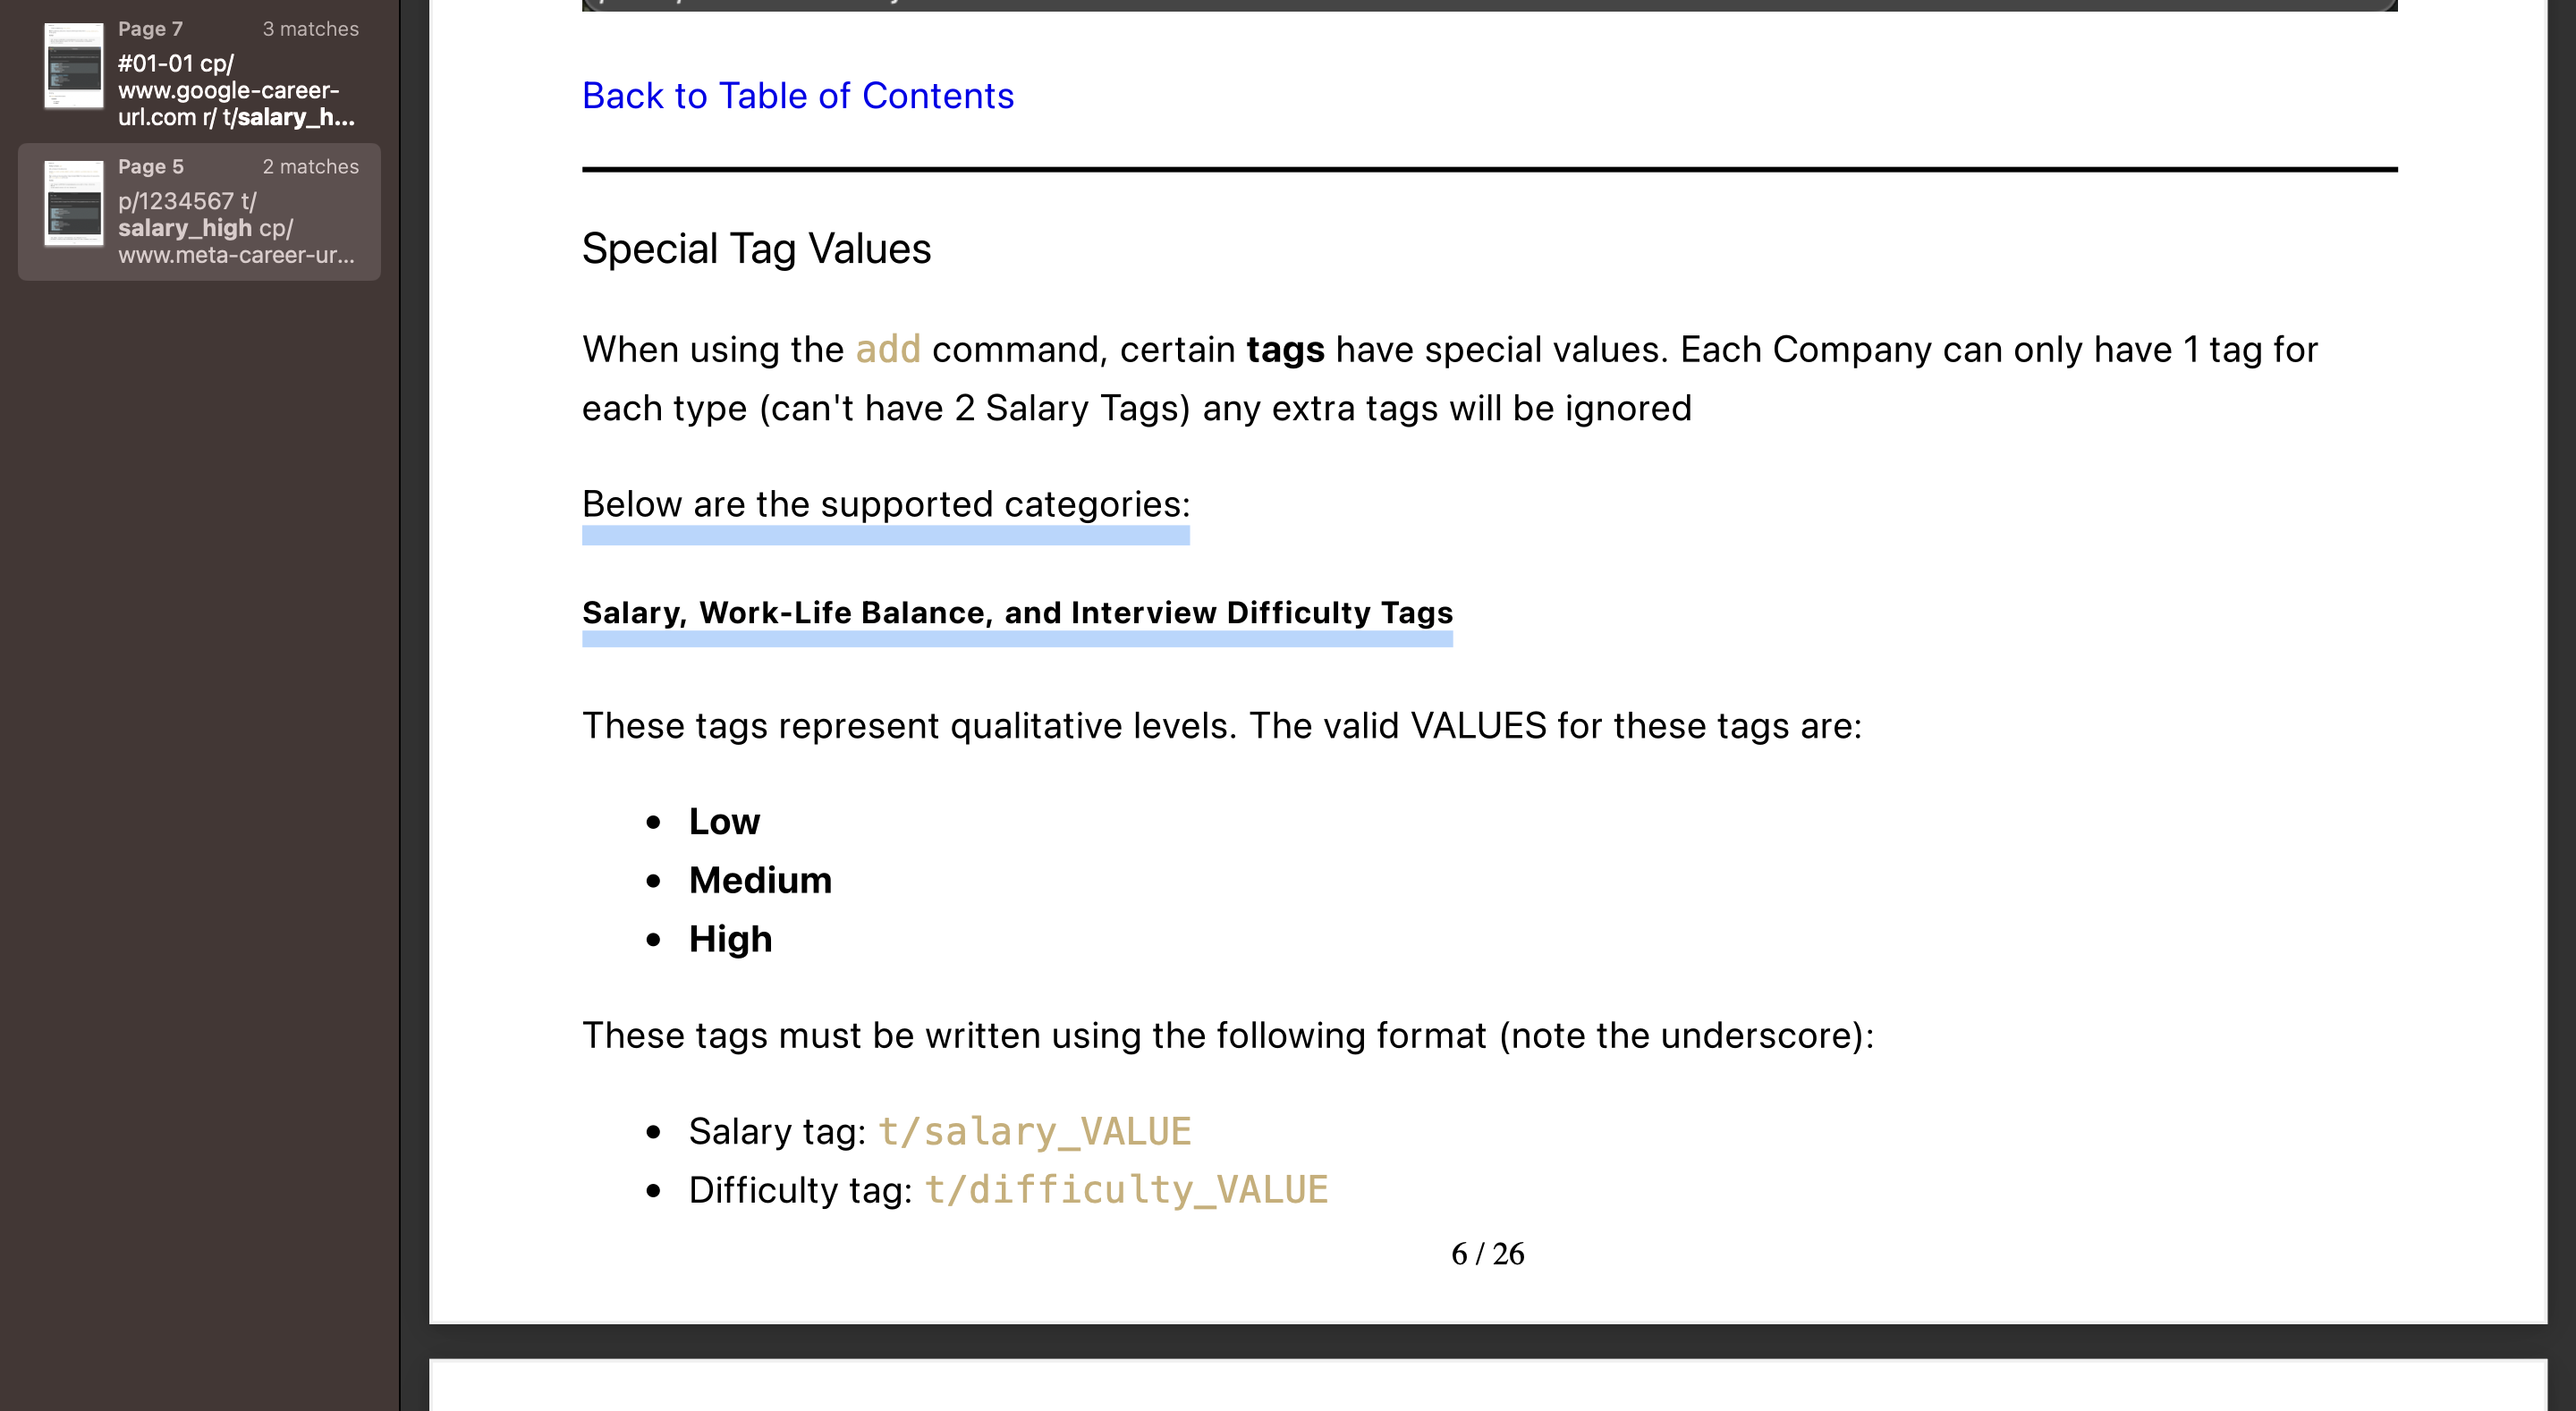 Page 7
3 matches
#01-01 cp/
www.google-career-
url.com r/ t/salary_h...
Page 5
2 matches
p/1234567 t/
salary_high cp/
www.meta-career-ur...
Back to Table of Contents
Special Tag Values
When using the add command, certain tags have special values. Each Company can only have 1 tag for
each type (can't have 2 Salary Tags) any extra tags will be ignored
Below are the supported categories:
Salary, Work-Life Balance, and Interview Difficulty Tags
These tags represent qualitative levels. The valid VALUES for these tags are:
• Low
• Medium
• High
These tags must be written using the following format (note the underscore):
• Salary tag: t/salary_VALUE
• Difficulty tag: t/difficulty_VALUE
6 / 26